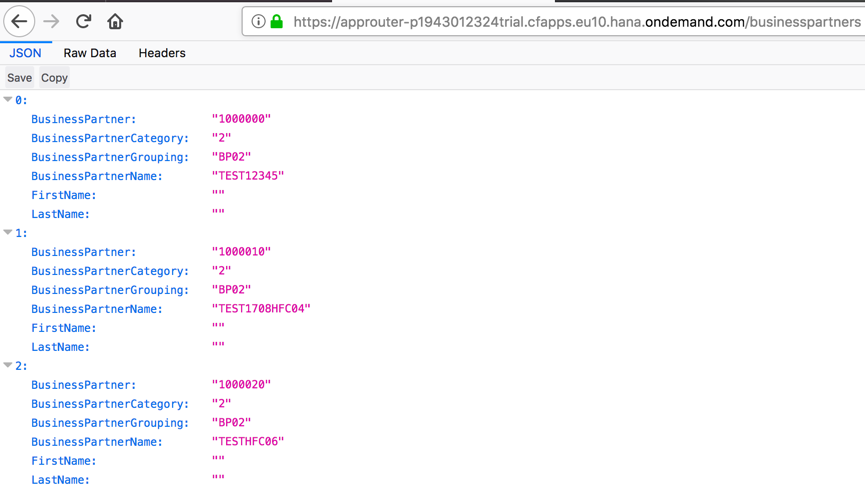 https://approuter-p1943012324trial.cfapps.eu10.hana.ondemand.com/businesspartners
JSON Raw Data Headers
Save Copy
0:
BusinessPartner: "1000000"
BusinessPartnerCategory: "2"
BusinessPartnerGrouping: "BP02"
BusinessPartnerName: "TEST12345"
FirstName: ""
LastName: ""
1:
BusinessPartner: "1000010"
BusinessPartnerCategory: "2"
BusinessPartnerGrouping: "BP02"
BusinessPartnerName: "TEST1708HFC04"
FirstName: ""
LastName: ""
2:
BusinessPartner: "1000020"
BusinessPartnerCategory: "2"
BusinessPartnerGrouping: "BP02"
BusinessPartnerName: "TESTHFC06"
FirstName: ""
LastName: ""